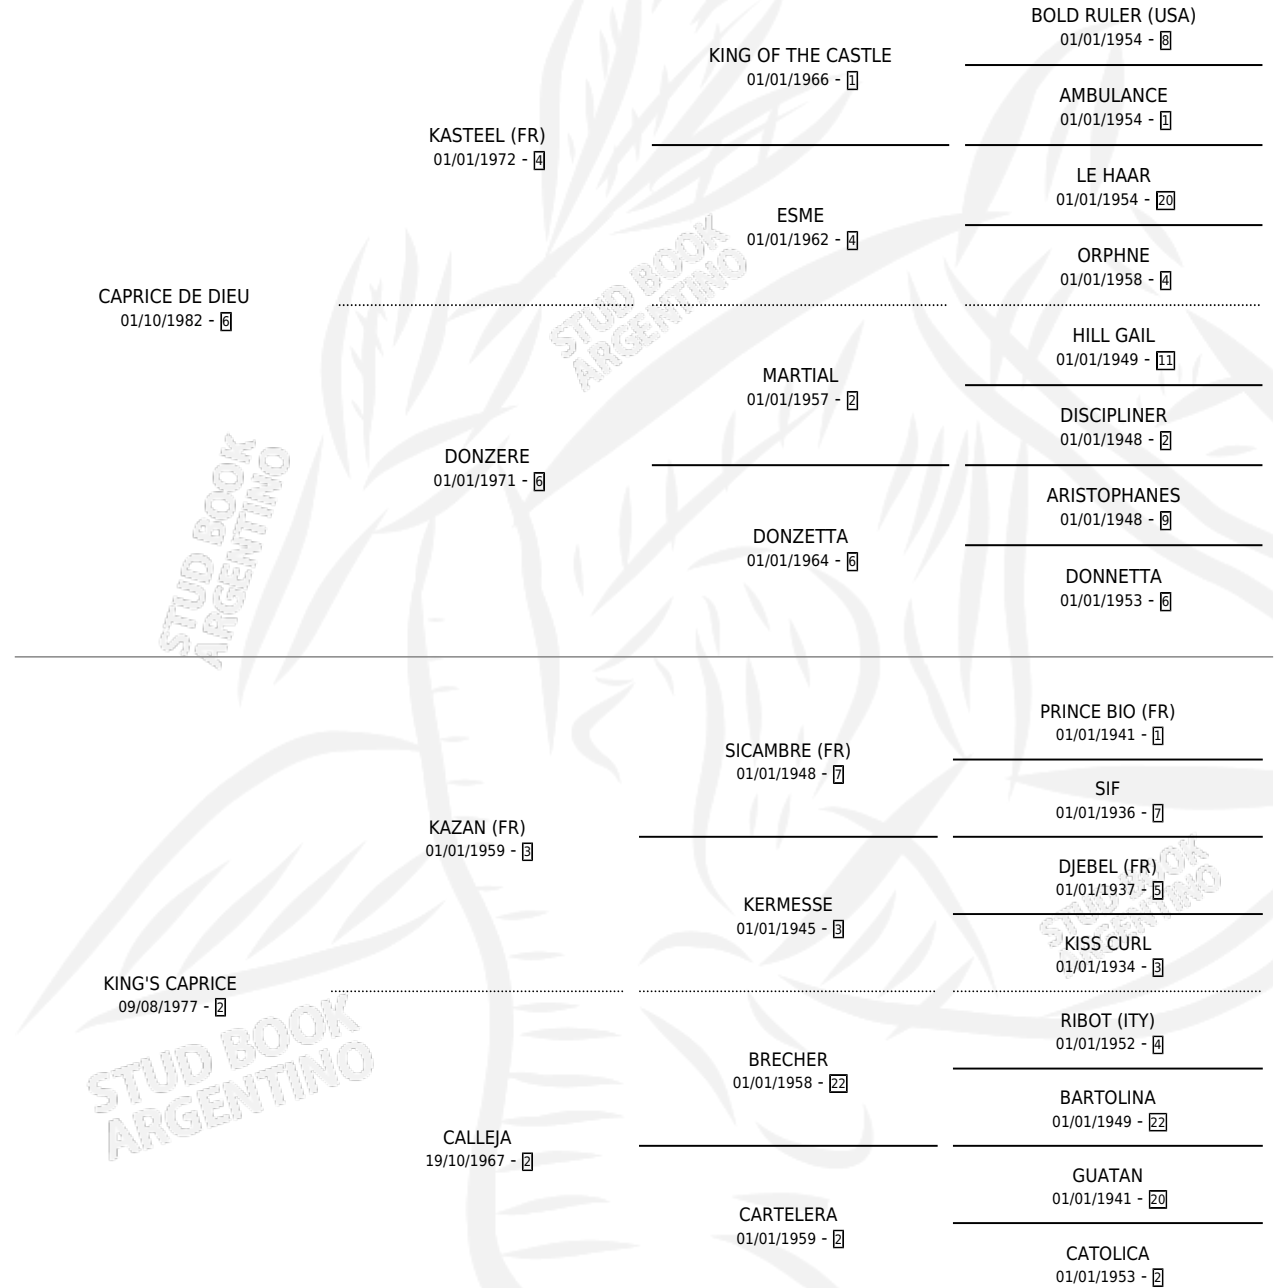 BOLD RULER (USA)
01/01/1954 - 8
KING OF THE CASTLE
01/01/1966 - 1
AMBULANCE
01/01/1954 - 1
KASTEEL (FR)
01/01/1972 - 4
LE HAAR
01/01/1954 - 20
ESME
01/01/1962 - 4
ORPHNE
01/01/1958 - 4
CAPRICE DE DIEU
01/10/1982 - 6
HILL GAIL
01/01/1949 - 11
MARTIAL
01/01/1957 - 2
DISCIPLINER
01/01/1948 - 2
DONZERE
01/01/1971 - 6
ARISTOPHANES
01/01/1948 - 9
DONZETTA
01/01/1964 - 6
DONNETTA
01/01/1953 - 6
PRINCE BIO (FR)
01/01/1941 - 1
SICAMBRE (FR)
01/01/1948 - 7
SIF
01/01/1936 - 7
KAZAN (FR)
01/01/1959 - 3
DJEBEL (FR)
01/01/1937 - 5
KERMESSE
01/01/1945 - 3
KISS CURL
01/01/1934 - 3
KING'S CAPRICE
09/08/1977 - 2
RIBOT (ITY)
01/01/1952 - 4
BRECHER
01/01/1958 - 22
BARTOLINA
01/01/1949 - 22
CALLEJA
19/10/1967 - 2
GUATAN
01/01/1941 - 20
CARTELERA
01/01/1959 - 2
CATOLICA
01/01/1953 - 2
STUD BOOK
ARGENTINO
STUD BOOK
ARGENTINO
STUD BOOK
ARGENTINO
STUD BOOK
ARGENTINO